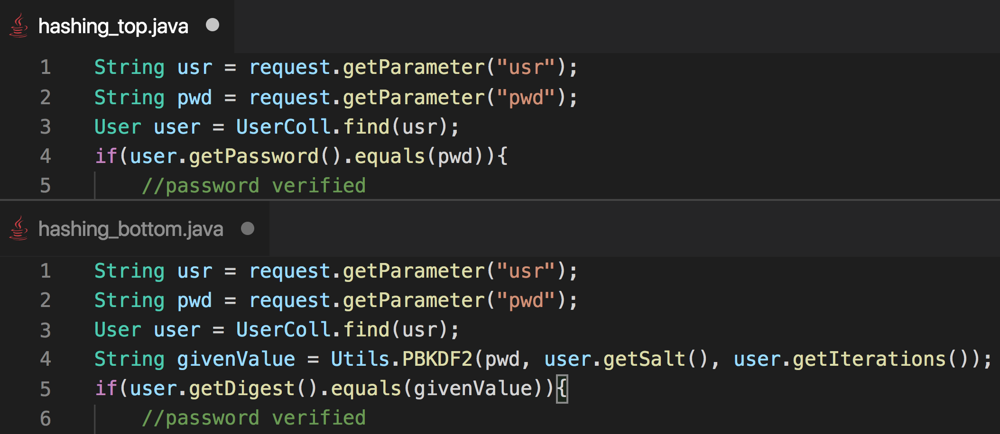 hashing_top.java
1 String usr = request.getParameter("usr");
2 String pwd = request.getParameter("pwd");
3 User user = UserColl.find(usr);
4 if(user.getPassword().equals(pwd)){
5 //password verified
hashing_bottom.java
1 String usr = request.getParameter("usr");
2 String pwd = request.getParameter("pwd");
3 User user = UserColl.find(usr);
4 String givenValue = Utils.PBKDF2(pwd, user.getSalt(), user.getIterations());
5 if(user.getDigest().equals(givenValue)){
6 //password verified